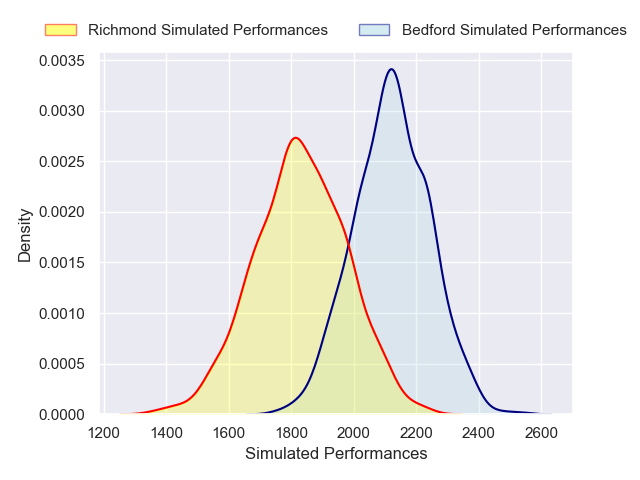 Richmond Simulated Performances
Bedford Simulated Performances
0.0035
0.0030
0.0025
0.0020
0.0015
0.0010
0.0005
0.0000
Density
1200 1400 1600 1800 2000 2200 2400 2600
Simulated Performances